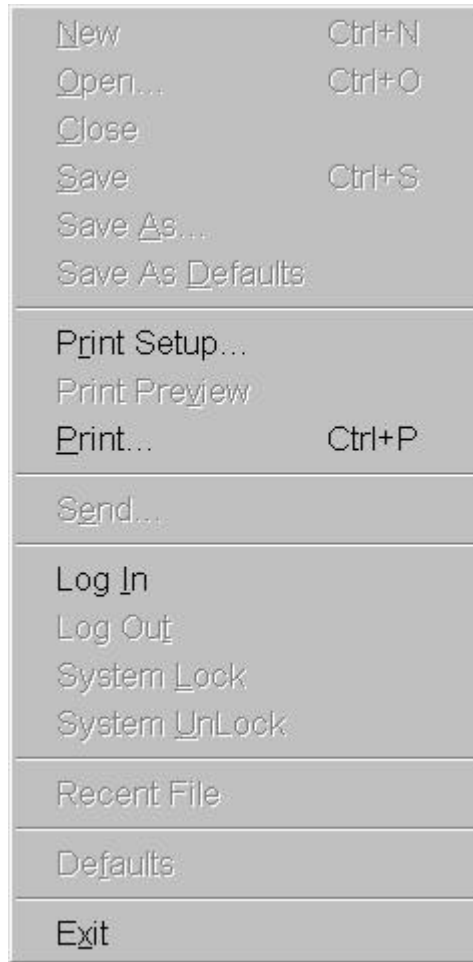 New Ctrl+N
Open... Ctrl+O
Close
Save Ctrl+S
Save As...
Save As Defaults
Print Setup...
Print Preview
Print... Ctrl+P
Send...
Log In
Log Out
System Lock
System UnLock
Recent File
Defaults
Exit